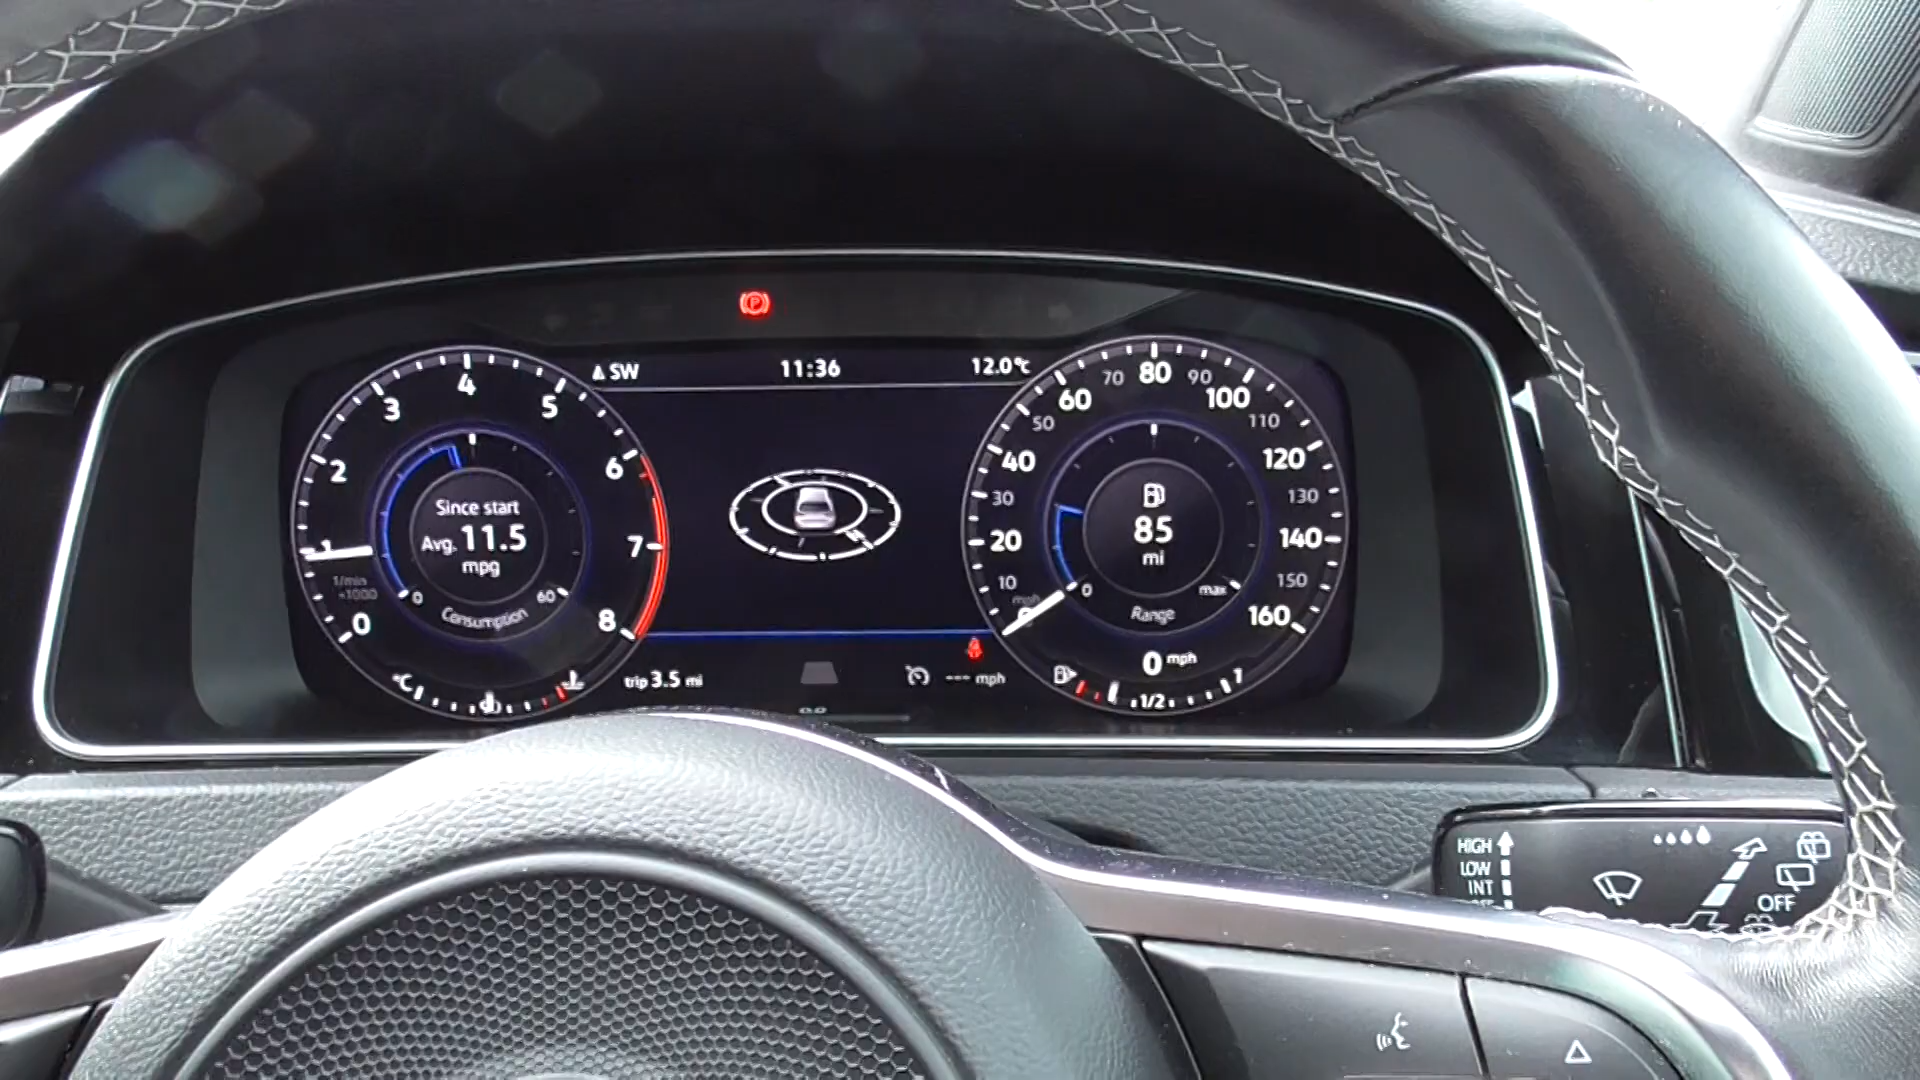 SW 11:36 12.0°C
0 1 2 3 4 5 6 7 8
1/min
×1000
Since start
Avg. 11.5
mpg
0 60
Consumption
°C
trip 3.5 mi
--- mph
0 10 20 30 40 50 60 70 80 90 100 110 120 130 140 150 160
mph
85
mi
0 max
Range
0 mph
1/2 1
HIGH
LOW
INT
OFF